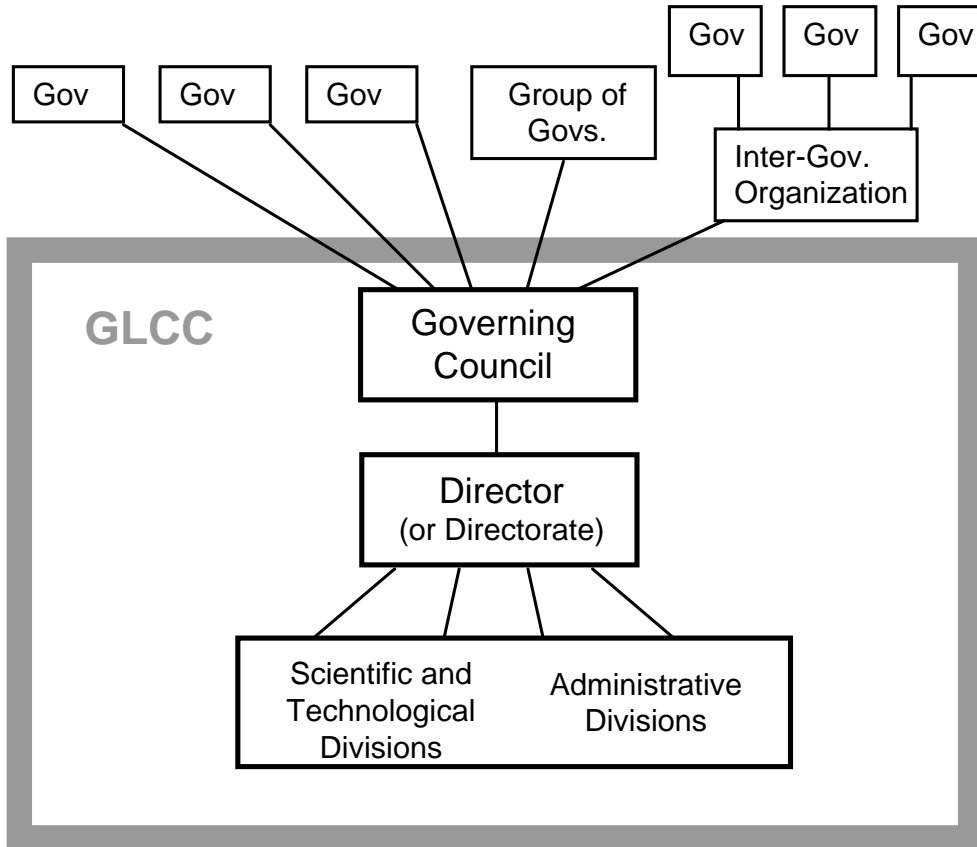 Gov
Gov
Gov
Gov
Gov
Gov
Group of
Govs.
Inter-Gov.
Organization
GLCC
Governing
Council
Director
(or Directorate)
Scientific and
Technological
Divisions
Administrative
Divisions